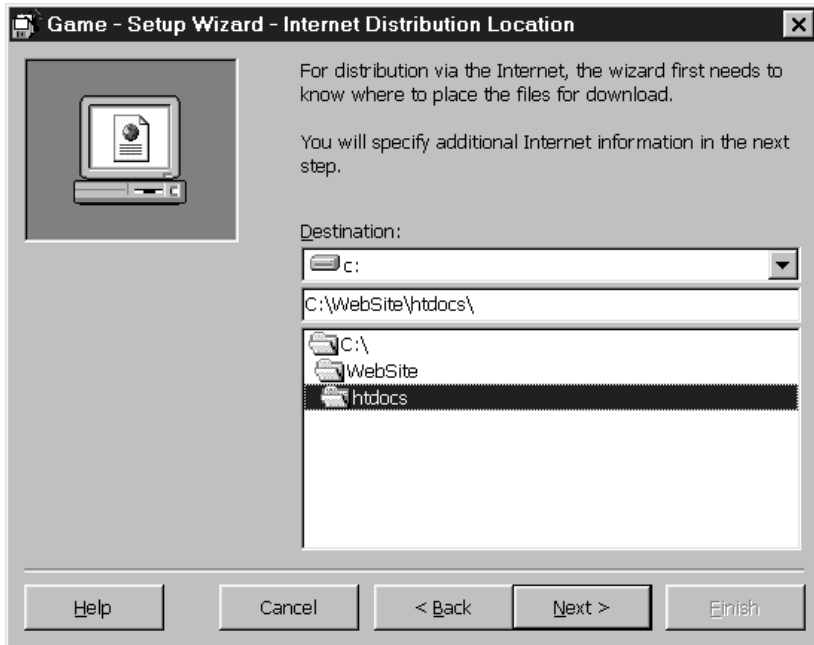 Game - Setup Wizard - Internet Distribution Location
For distribution via the Internet, the wizard first needs to
know where to place the files for download.
You will specify additional Internet information in the next
step.
Destination:
c:
C:\WebSite\htdocs\
C:\
WebSite
htdocs
Help
Cancel
< Back
Next >
Finish